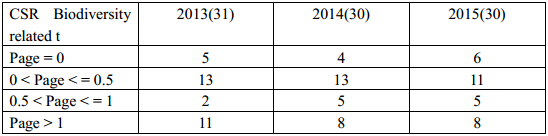 CSR Biodiversity related t 2013(31) 2014(30) 2015(30)
Page = 0 5 4 6
0 < Page < = 0.5 13 13 11
0.5 < Page < = 1 2 5 5
Page > 1 11 8 8